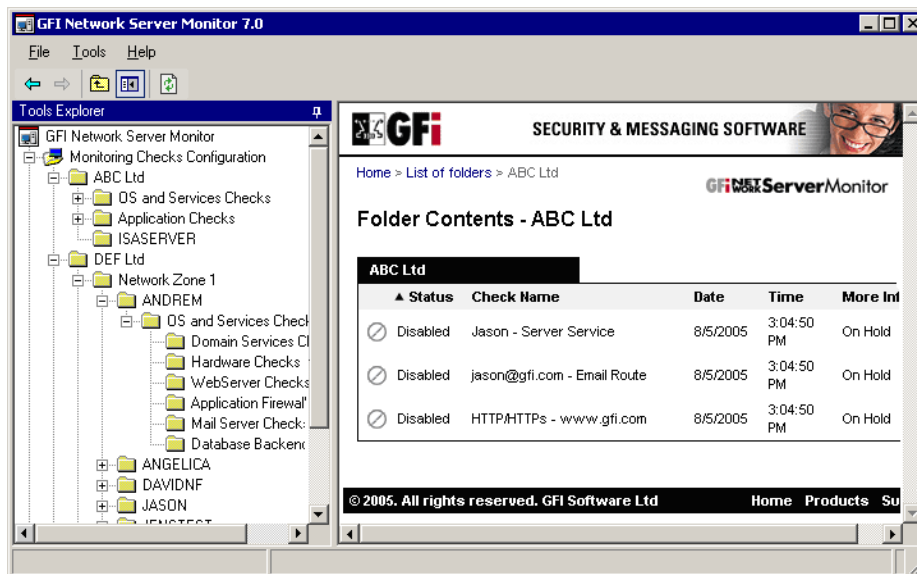 GFI Network Server Monitor 7.0
File Tools Help
Tools Explorer
GFI Network Server Monitor
Monitoring Checks Configuration
ABC Ltd
OS and Services Checks
Application Checks
ISASERVER
DEF Ltd
Network Zone 1
ANDREM
OS and Services Check
Domain Services Cl
Hardware Checks
WebServer Checks
Application Firewal'
Mail Server Check:
Database Backend
ANGELICA
DAVIDNF
JASON
GFi
SECURITY & MESSAGING SOFTWARE
Home > List of folders > ABC Ltd
GFi NETWORK ServerMonitor
Folder Contents - ABC Ltd
ABC Ltd
Status Check Name Date Time More Inf
Disabled Jason - Server Service 8/5/2005 3:04:50 PM On Hold
Disabled jason@gfi.com - Email Route 8/5/2005 3:04:50 PM On Hold
Disabled HTTP/HTTPs - www.gfi.com 8/5/2005 3:04:50 PM On Hold
© 2005. All rights reserved. GFI Software Ltd Home Products Su